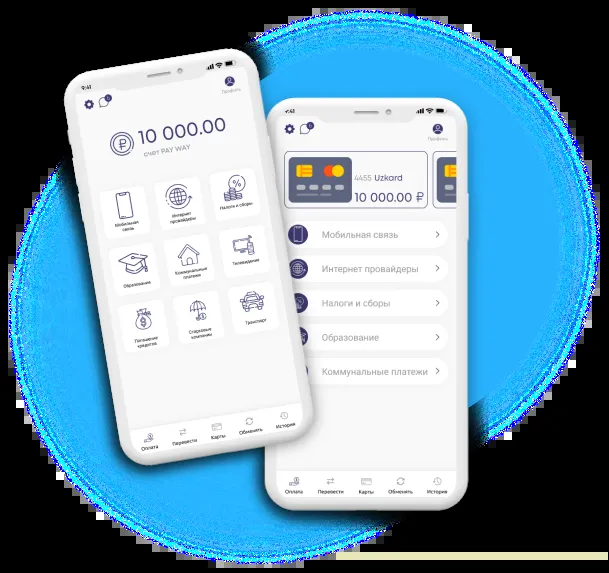 9:41
Профиль
10 000.00
счет PAY WAY
Мобильная
связь
Интернет
провайдеры
Налоги и сборы
Образование
Коммунальные
платежи
Телевидение
Погашение
кредитов
Страховые
компании
Транспорт
Оплата
Перевести
Карты
Обменять
История
9:41
Профиль
4455 Uzkard
10 000.00 ₽
Мобильная связь
Интернет провайдеры
Налоги и сборы
Образование
Коммунальные платежи
Оплата
Перевести
Карты
Обменять
История